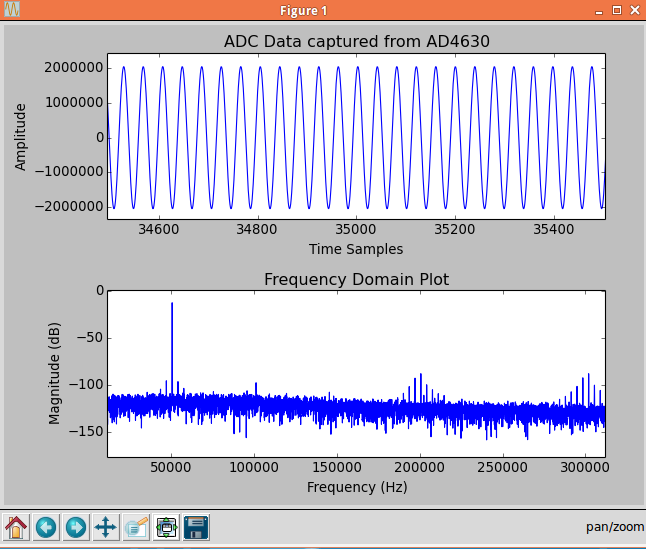 Figure 1
ADC Data captured from AD4630
2000000
1000000
0
−1000000
−2000000
Amplitude
34600 34800 35000 35200 35400
Time Samples
Frequency Domain Plot
0
−50
−100
−150
Magnitude (dB)
50000 100000 150000 200000 250000 300000
Frequency (Hz)
pan/zoom